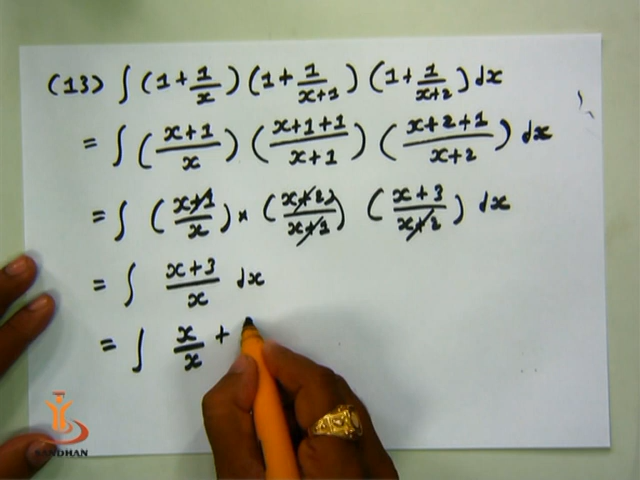 (13) ∫ (1 + 1/x) (1 + 1/(x+1)) (1 + 1/(x+2)) dx
= ∫ ((x+1)/x) ((x+1+1)/(x+1)) ((x+2+1)/(x+2)) dx
= ∫ ((x+1)/x) × ((x+2)/(x+1)) ((x+3)/(x+2)) dx
= ∫ (x+3)/x dx
= ∫ x/x +